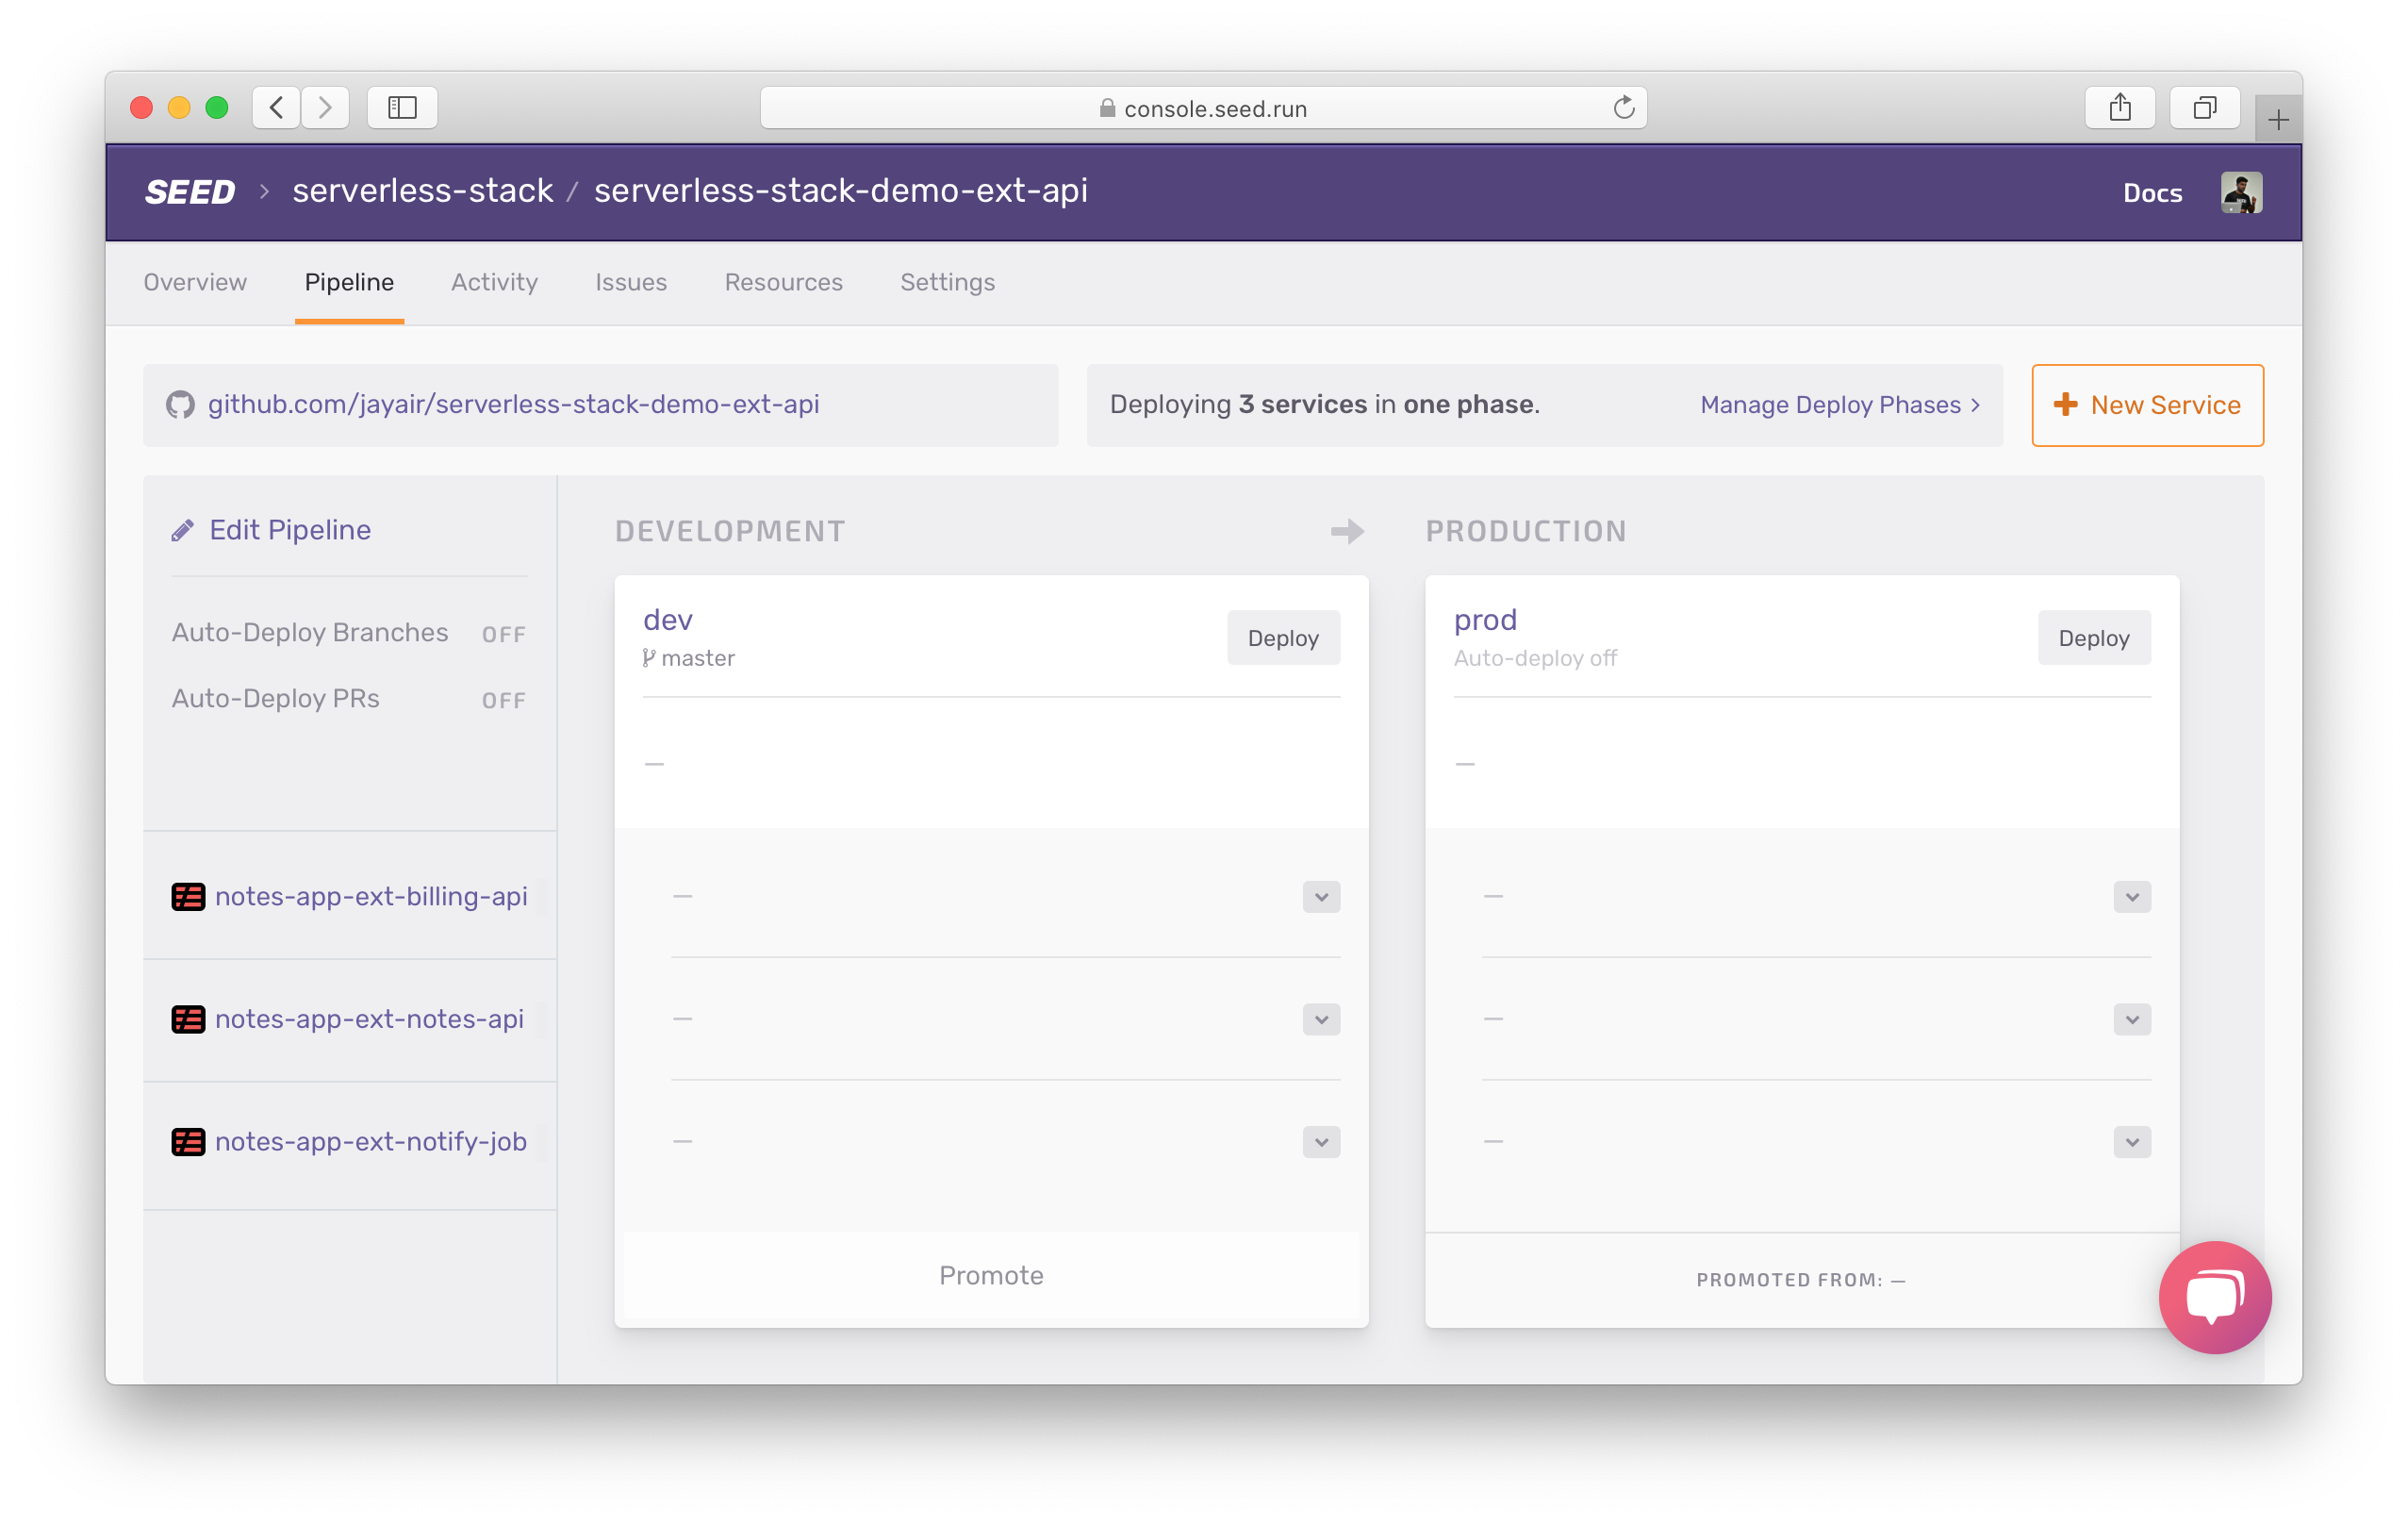 console.seed.run
SEED > serverless-stack / serverless-stack-demo-ext-api
Docs
Overview Pipeline Activity Issues Resources Settings
github.com/jayair/serverless-stack-demo-ext-api
Deploying 3 services in one phase.
Manage Deploy Phases >
+ New Service
Edit Pipeline
Auto-Deploy Branches OFF
Auto-Deploy PRs OFF
notes-app-ext-billing-api
notes-app-ext-notes-api
notes-app-ext-notify-job
DEVELOPMENT
dev
master
Deploy
—
—
—
—
Promote
PRODUCTION
prod
Auto-deploy off
Deploy
—
—
—
—
PROMOTED FROM: —